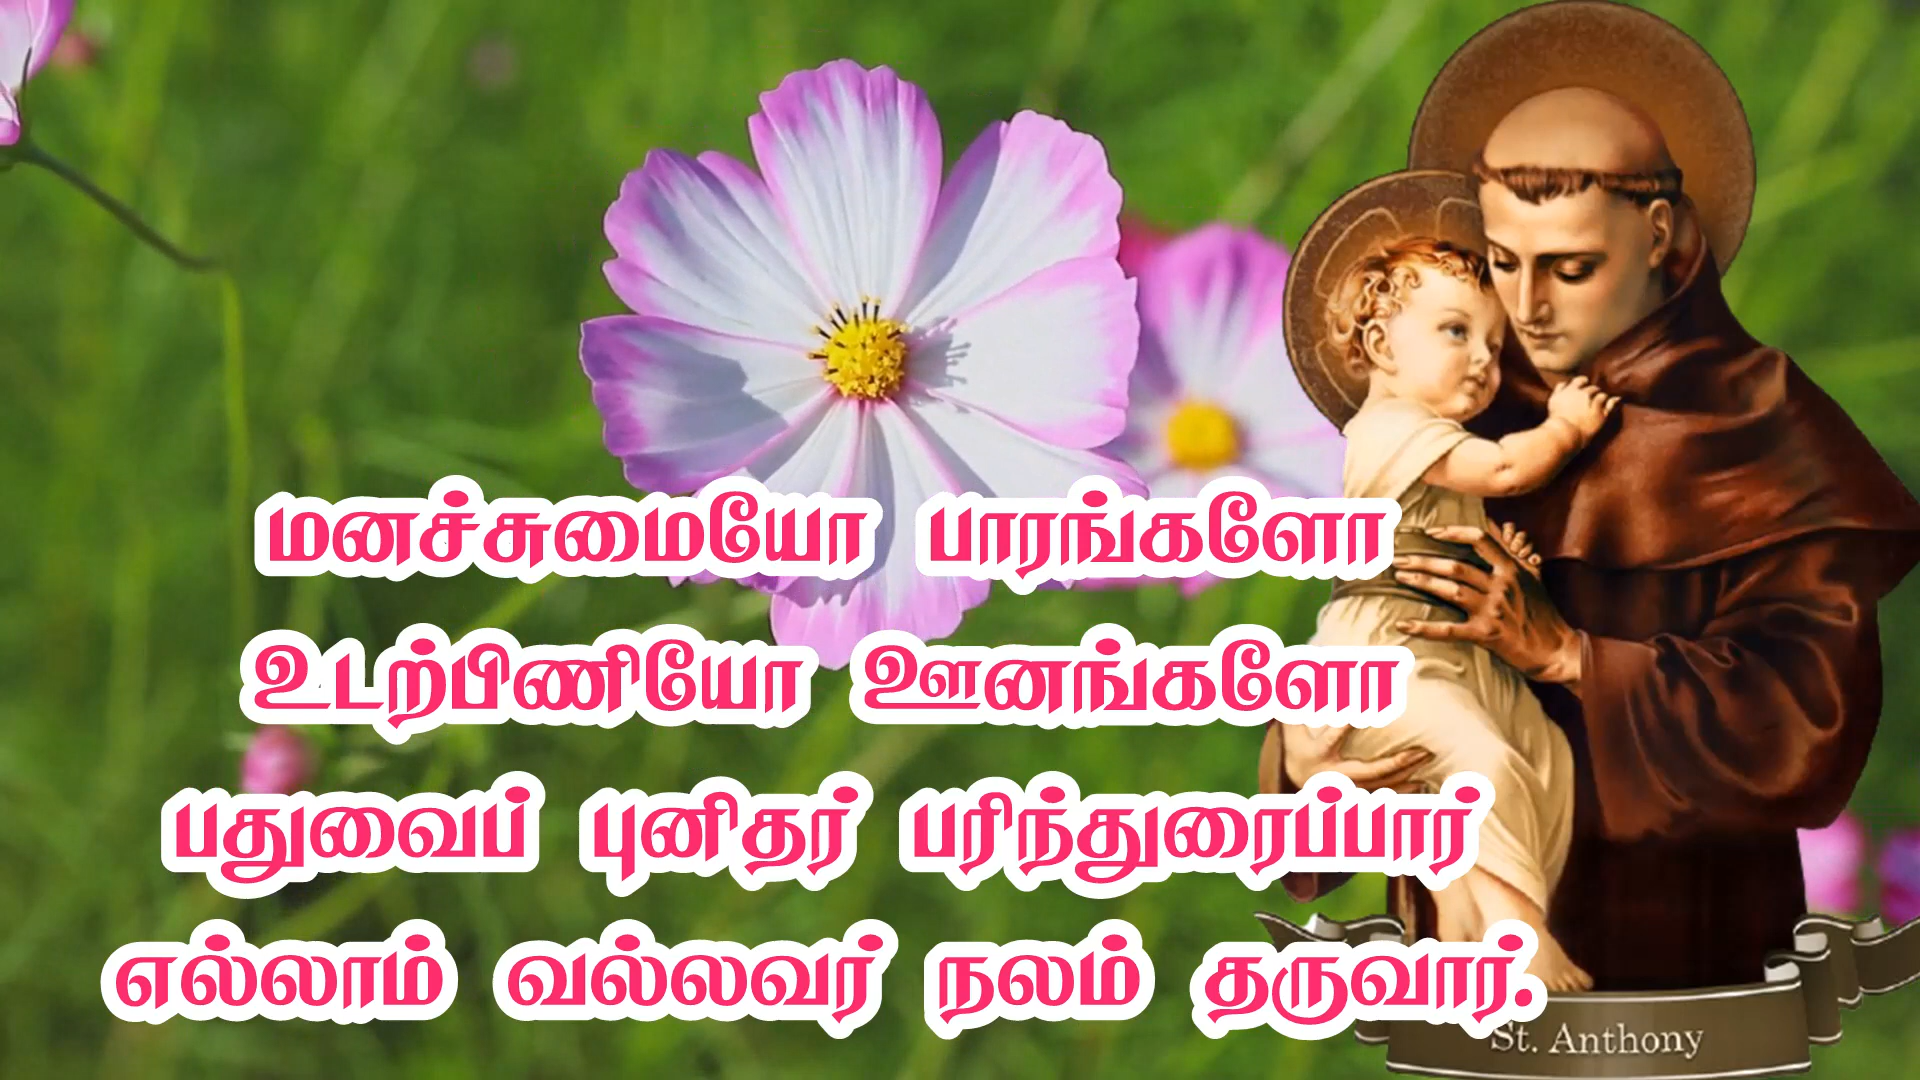 மனச்சுமையோ பாரங்களோ
உடற்பிணியோ ஊனங்களோ
பதுவைப் புனிதர் பரிந்துரைப்பார்
எல்லாம் வல்லவர் நலம் தருவார்.
St. Anthony